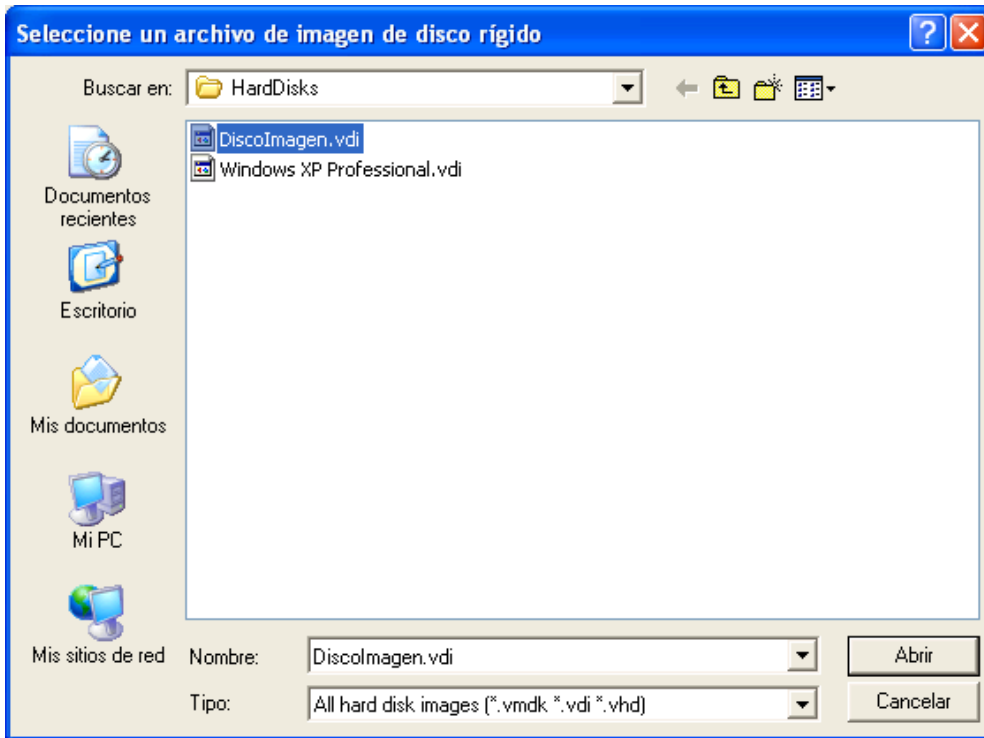 Seleccione un archivo de imagen de disco rígido
Buscar en: HardDisks
DiscoImagen.vdi
Windows XP Professional.vdi
Documentos
recientes
Escritorio
Mis documentos
Mi PC
Mis sitios de red
Nombre: DiscoImagen.vdi Abrir
Tipo: All hard disk images (*.vmdk *.vdi *.vhd) Cancelar